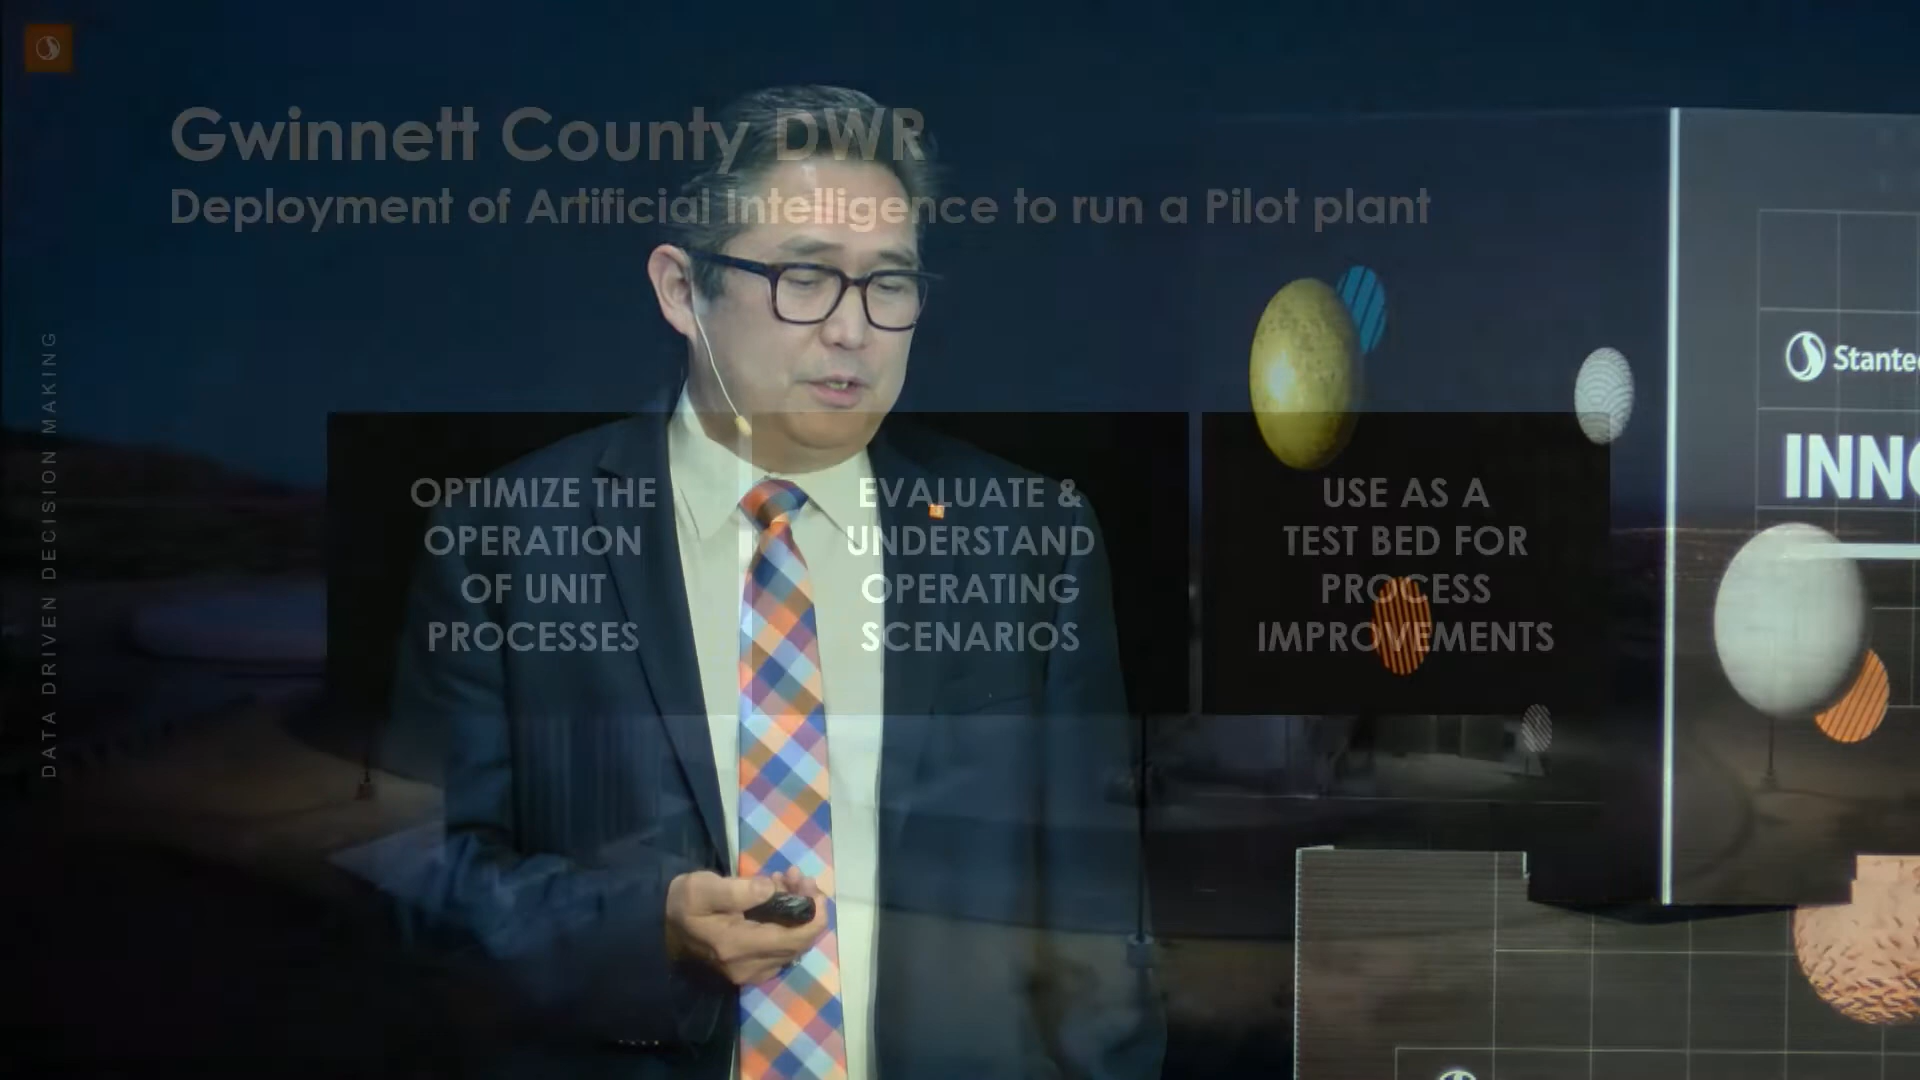 Gwinnett County DWR
Deployment of Artificial Intelligence to run a Pilot plant
DATA DRIVEN DECISION MAKING
OPTIMIZE THE
OPERATION
OF UNIT
PROCESSES
EVALUATE &
UNDERSTAND
OPERATING
SCENARIOS
USE AS A
TEST BED FOR
PROCESS
IMPROVEMENTS
Stantec
INNO